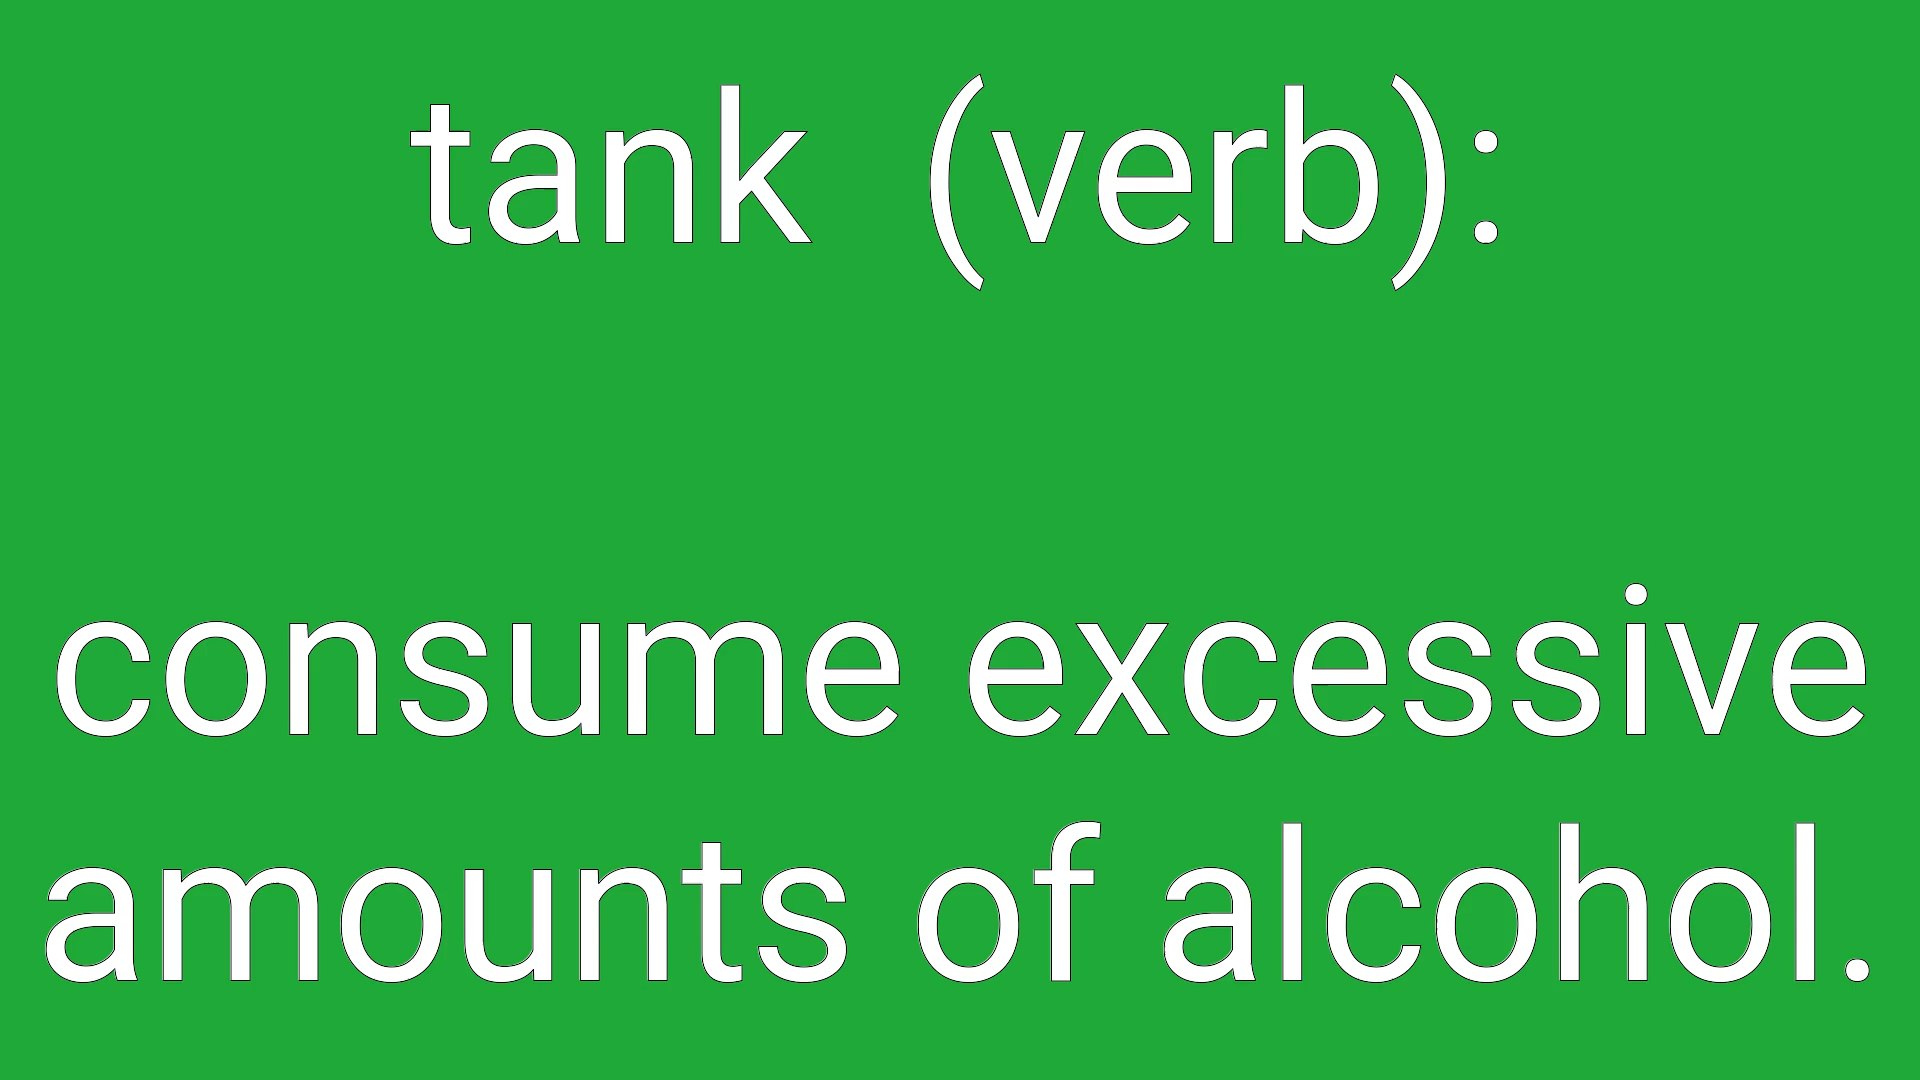 tank (verb):
consume excessive
amounts of alcohol.